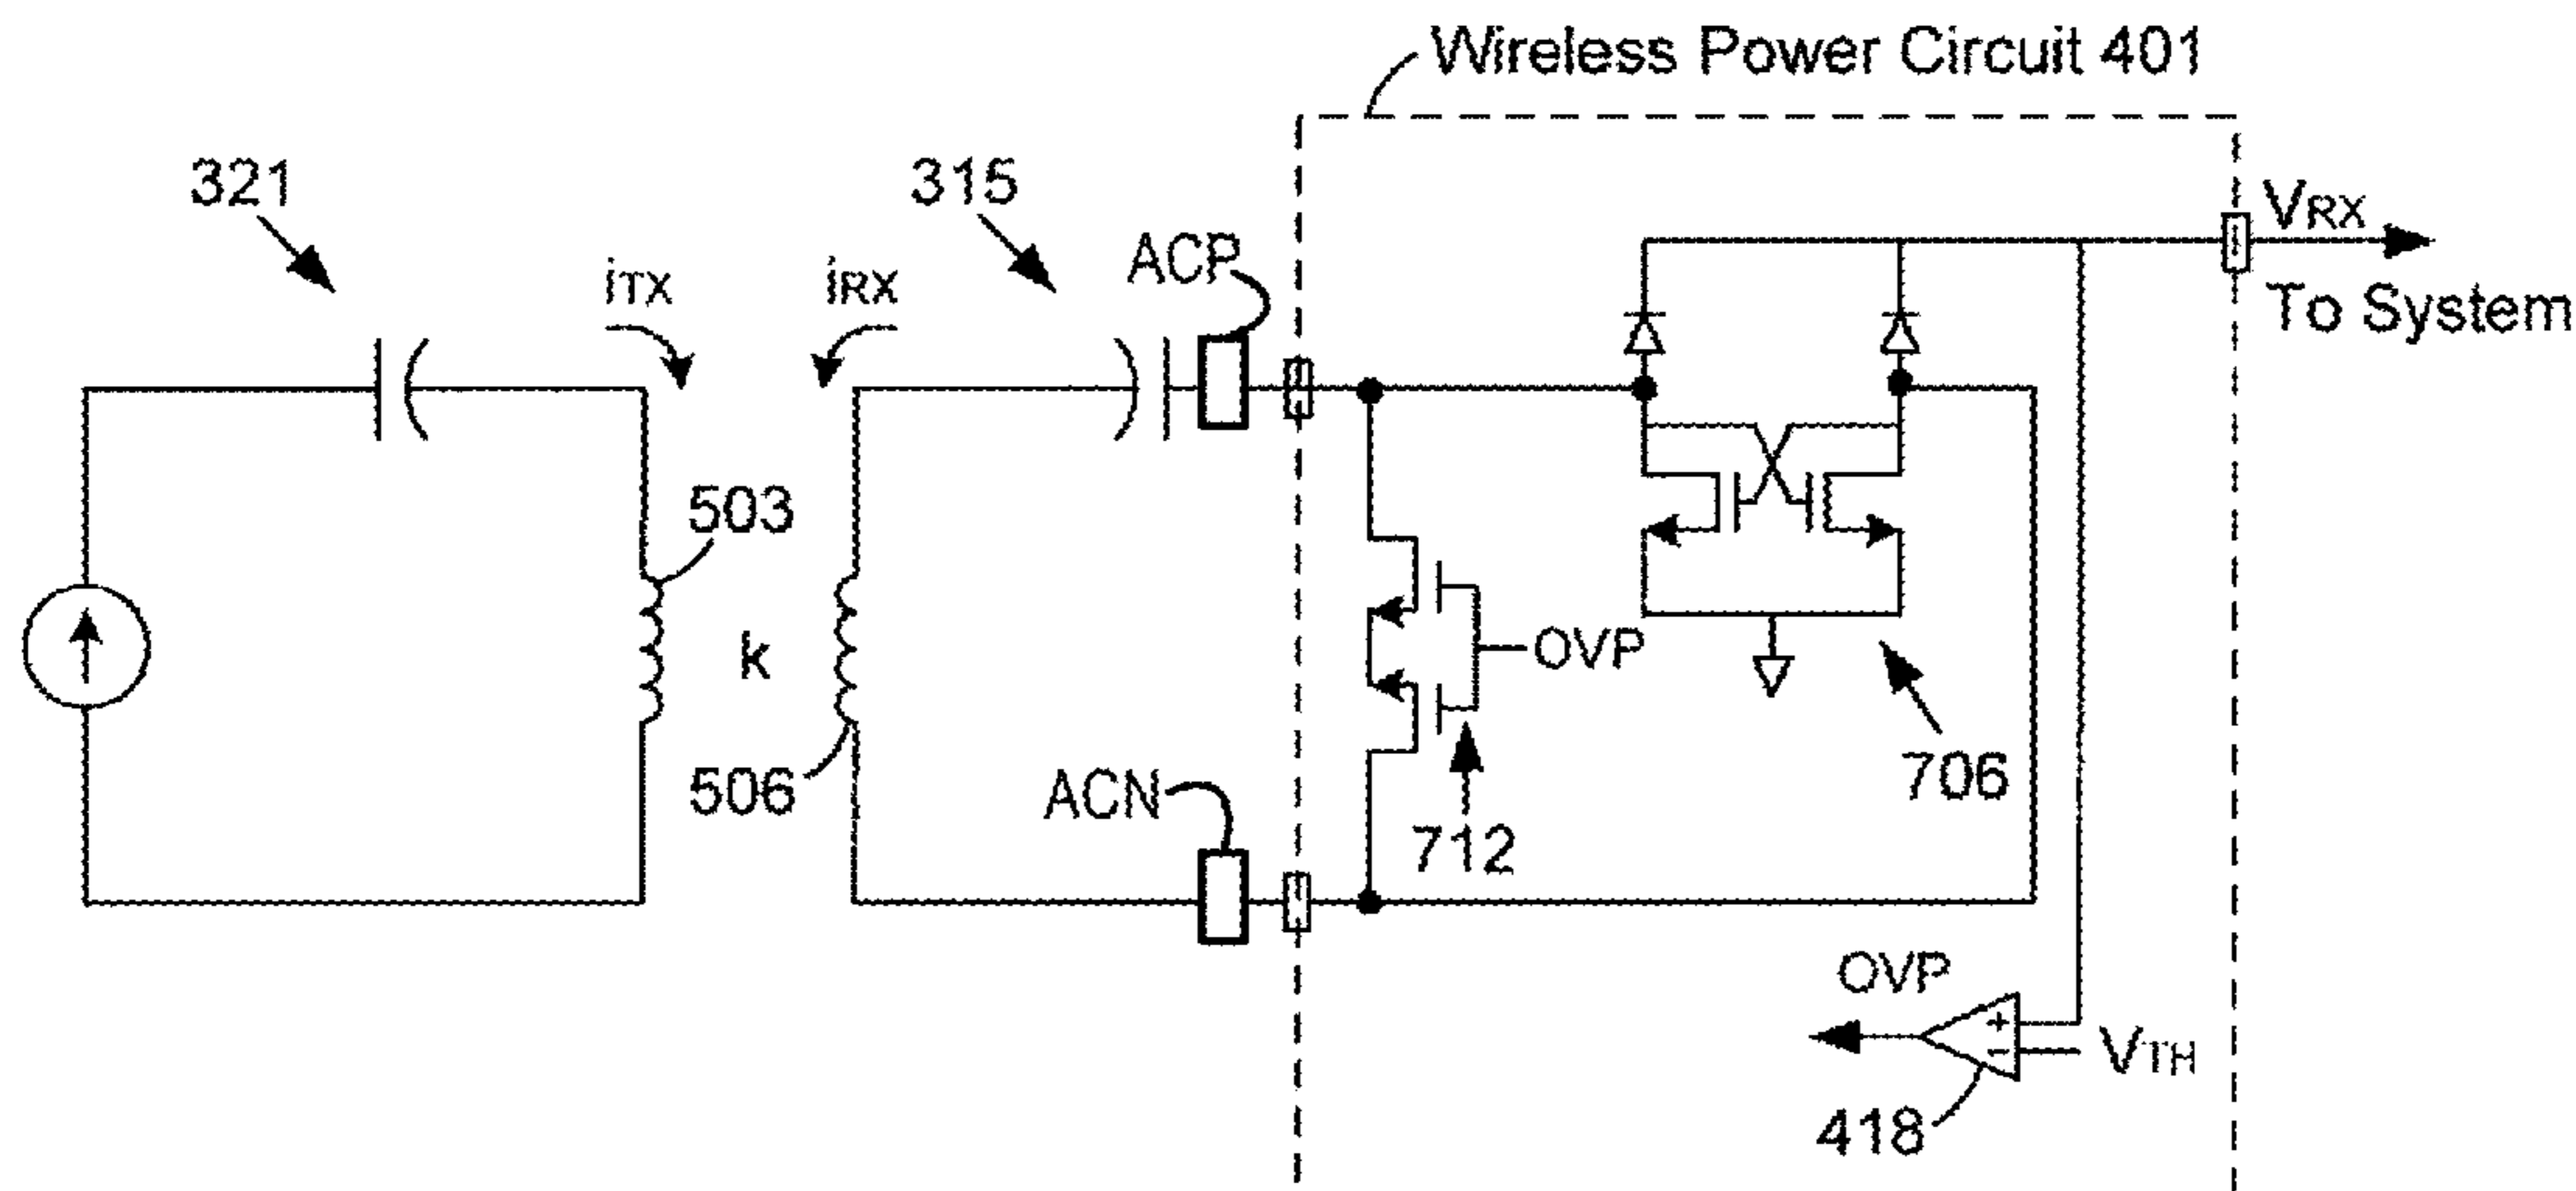 Wireless Power Circuit 401
321
315
ACP
iTX
iRX
VRX
To System
503
k
OVP
506
ACN
712
706
OVP
+
-
VTH
418